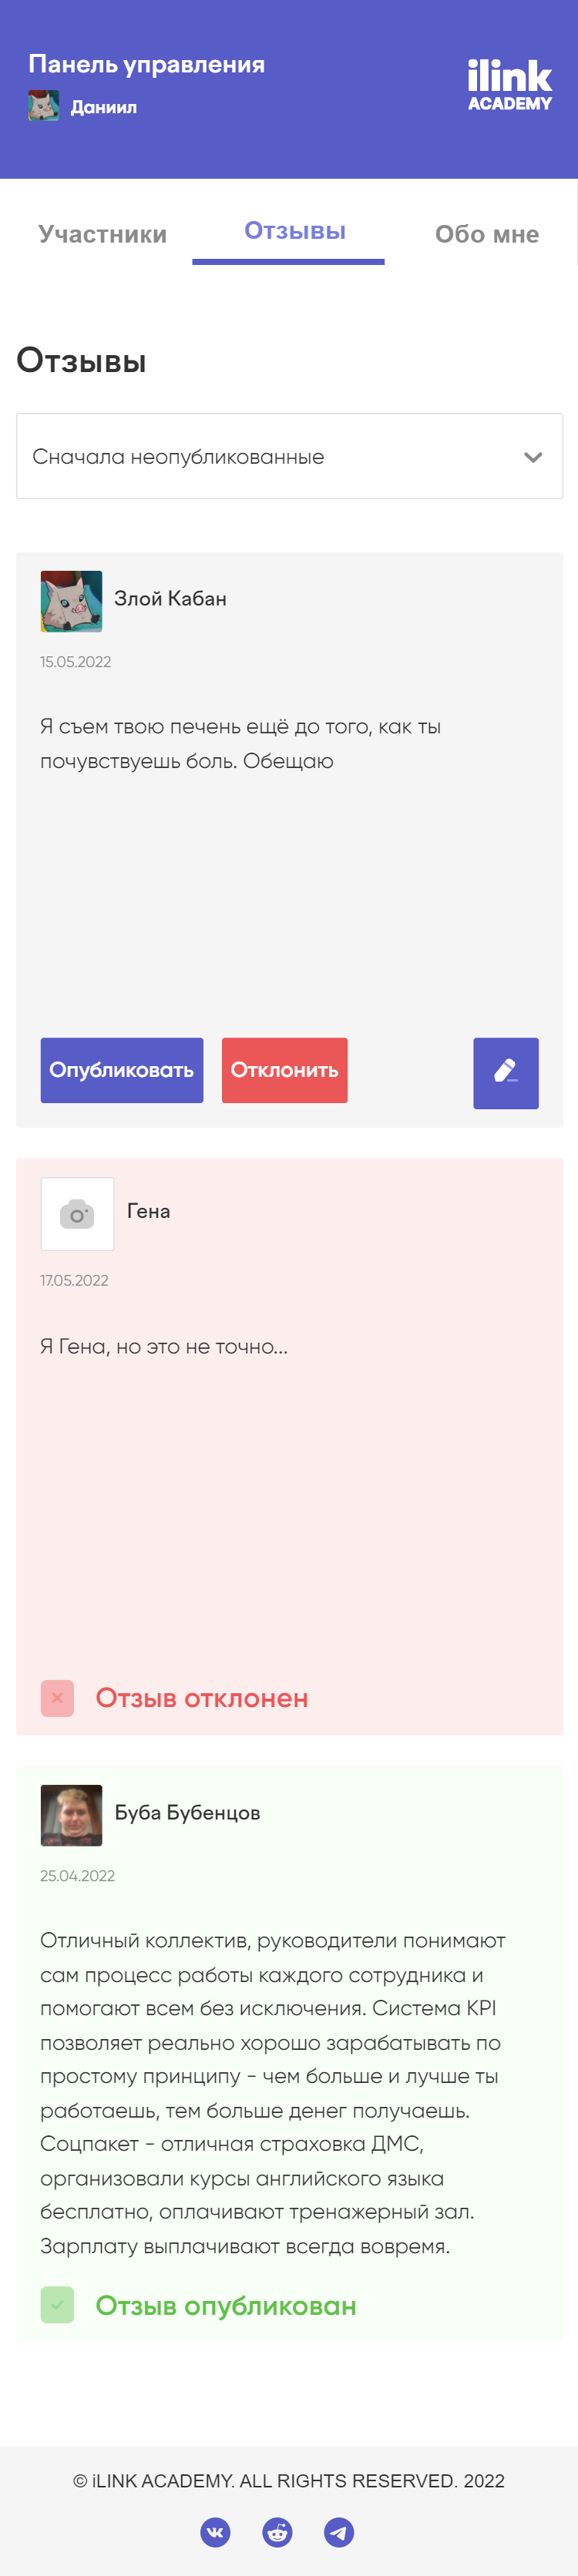 Панель управления
Даниил
ilink
ACADEMY
Участники
Отзывы
Обо мне
Отзывы
Сначала неопубликованные
Злой Кабан
15.05.2022
Я съем твою печень ещё до того, как ты
почувствуешь боль. Обещаю
Опубликовать
Отклонить
Гена
17.05.2022
Я Гена, но это не точно...
Отзыв отклонен
Буба Бубенцов
25.04.2022
Отличный коллектив, руководители понимают
сам процесс работы каждого сотрудника и
помогают всем без исключения. Система KPI
позволяет реально хорошо зарабатывать по
простому принципу - чем больше и лучше ты
работаешь, тем больше денег получаешь.
Соцпакет - отличная страховка ДМС,
организовали курсы английского языка
бесплатно, оплачивают тренажерный зал.
Зарплату выплачивают всегда вовремя.
Отзыв опубликован
© iLINK ACADEMY. ALL RIGHTS RESERVED. 2022